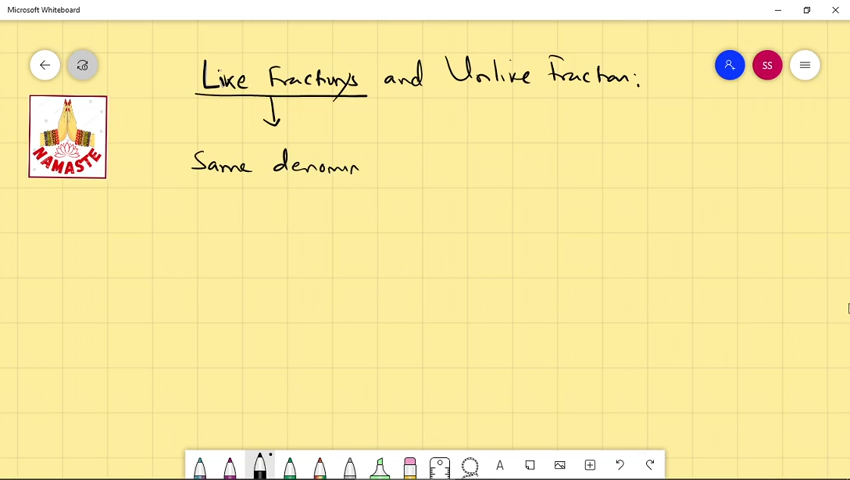 Microsoft Whiteboard
Like Fractions and Unlike Fraction:
SS
NAMASTE
Same denomin
A